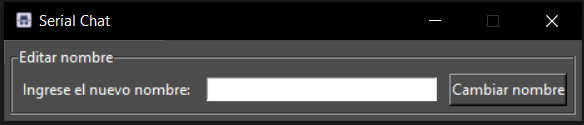 Serial Chat
Editar nombre
Ingrese el nuevo nombre:
Cambiar nombre